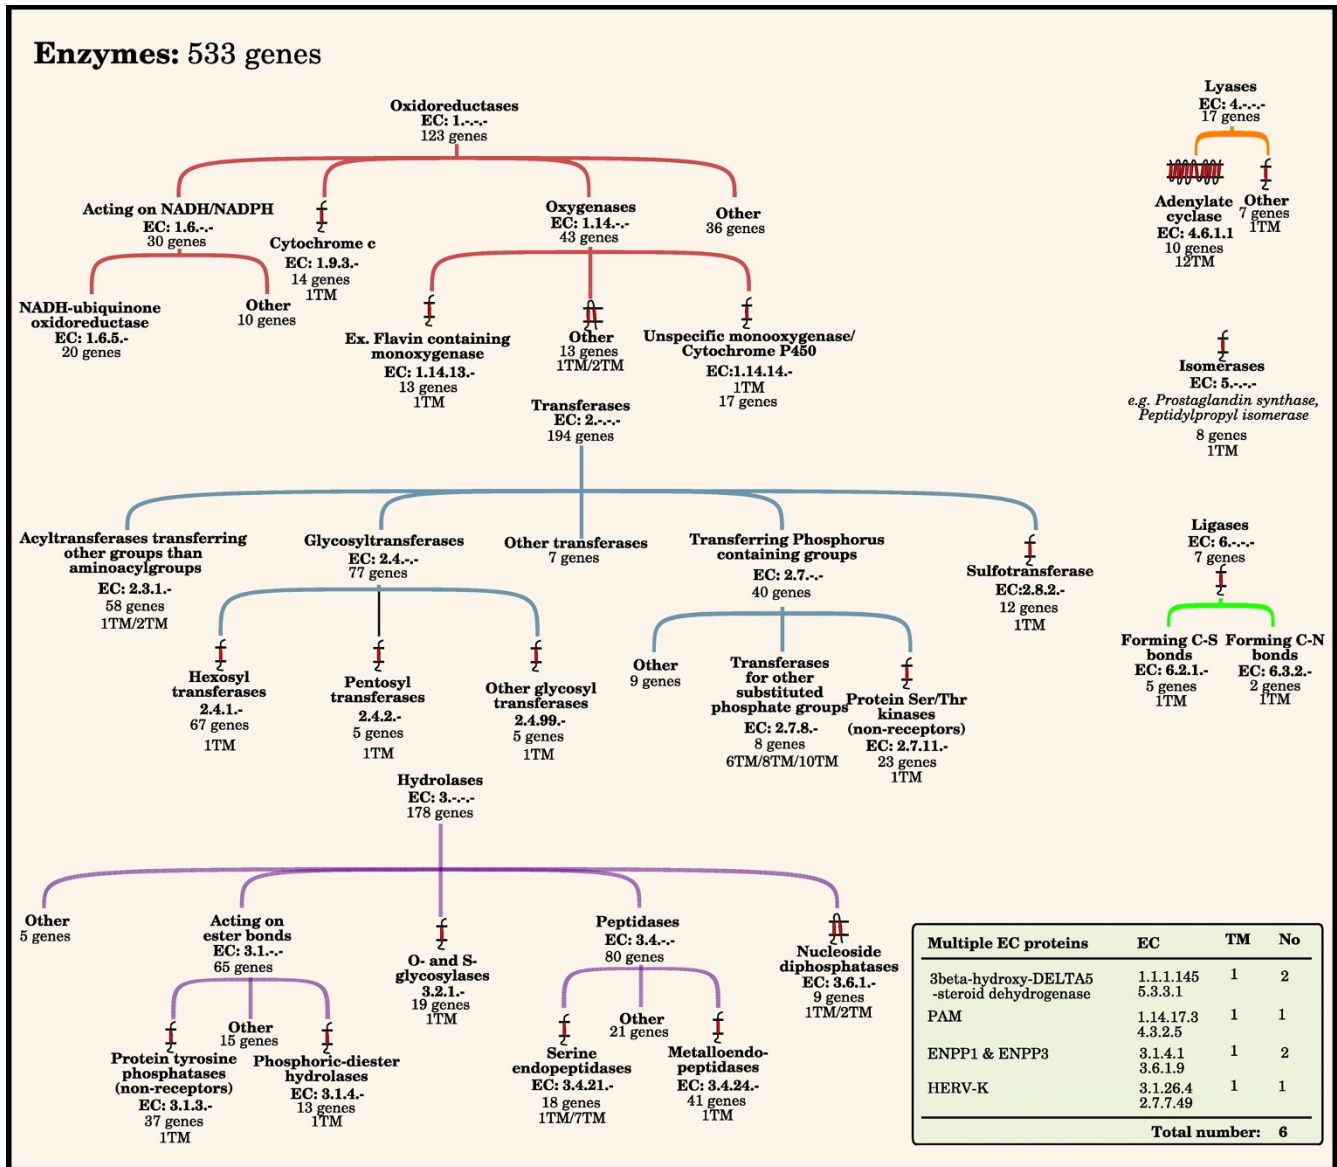 Enzymes: 533 genes
Oxidoreductases
EC: 1.-.-.-
123 genes
Acting on NADH/NADPH
EC: 1.6.-.-
30 genes
NADH-ubiquinone
oxidoreductase
EC: 1.6.5.-
20 genes
Other
10 genes
Cytochrome c
EC: 1.9.3.-
14 genes
1TM
Oxygenases
EC: 1.14.-.-
43 genes
Ex. Flavin containing
monoxygenase
EC: 1.14.13.-
13 genes
1TM
Other
13 genes
1TM/2TM
Unspecific monooxygenase/
Cytochrome P450
EC:1.14.14.-
1TM
17 genes
Other
36 genes
Lyases
EC: 4.-.-.-
17 genes
Adenylate
cyclase
EC: 4.6.1.1
10 genes
12TM
Other
7 genes
1TM
Isomerases
EC: 5.-.-.-
e.g. Prostaglandin synthase,
Peptidylpropyl isomerase
8 genes
1TM
Transferases
EC: 2.-.-.-
194 genes
Acyltransferases transferring
other groups than
aminoacylgroups
EC: 2.3.1.-
58 genes
1TM/2TM
Glycosyltransferases
EC: 2.4.-.-
77 genes
Hexosyl
transferases
2.4.1.-
67 genes
1TM
Pentosyl
transferases
2.4.2.-
5 genes
1TM
Other glycosyl
transferases
2.4.99.-
5 genes
1TM
Other transferases
7 genes
Transferring Phosphorus
containing groups
EC: 2.7.-.-
40 genes
Other
9 genes
Transferases
for other
substituted
phosphate groups
EC: 2.7.8.-
8 genes
6TM/8TM/10TM
Protein Ser/Thr
kinases
(non-receptors)
EC: 2.7.11.-
23 genes
1TM
Sulfotransferase
EC:2.8.2.-
12 genes
1TM
Ligases
EC: 6.-.-.-
7 genes
Forming C-S
bonds
EC: 6.2.1.-
5 genes
1TM
Forming C-N
bonds
EC: 6.3.2.-
2 genes
1TM
Hydrolases
EC: 3.-.-.-
178 genes
Other
5 genes
Acting on
ester bonds
EC: 3.1.-.-
65 genes
Protein tyrosine
phosphatases
(non-receptors)
EC: 3.1.3.-
37 genes
1TM
Other
15 genes
Phosphoric-diester
hydrolases
EC: 3.1.4.-
13 genes
1TM
O- and S-
glycosylases
3.2.1.-
19 genes
1TM
Peptidases
EC: 3.4.-.-
80 genes
Serine
endopeptidases
EC: 3.4.21.-
18 genes
1TM/7TM
Other
21 genes
Metalloendo-
peptidases
EC: 3.4.24.-
41 genes
1TM
Nucleoside
diphosphatases
EC: 3.6.1.-
9 genes
1TM/2TM
Multiple EC proteins EC TM No
3beta-hydroxy-DELTA5 1.1.1.145 1 2
-steroid dehydrogenase 5.3.3.1
PAM 1.14.17.3 1 1
4.3.2.5
ENPP1 & ENPP3 3.1.4.1 1 2
3.6.1.9
HERV-K 3.1.26.4 1 1
2.7.7.49
Total number: 6